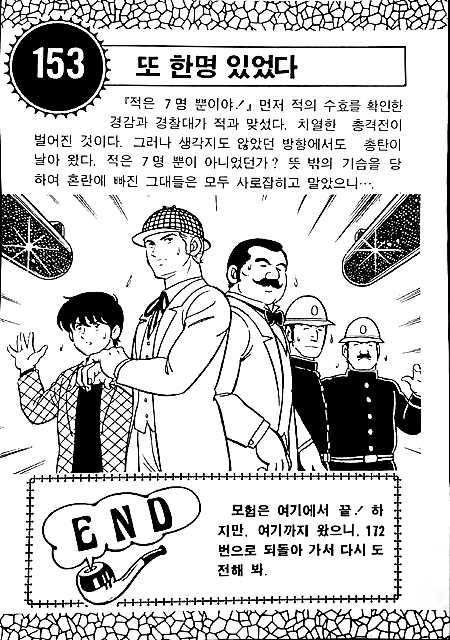 153
또 한명 있었다
『적은 7명 뿐이야!』 먼저 적의 수효를 확인한
경감과 경찰대가 적과 맞섰다. 치열한 총격전이
벌어진 것이다. 그러나 생각지도 않았던 방향에서도 총탄이
날아 왔다. 적은 7명 뿐이 아니었던가? 뜻 밖의 기습을 당
하여 혼란에 빠진 그대들은 모두 사로잡히고 말았으니….
END
모험은 여기에서 끝! 하
지만, 여기까지 왔으니, 172
번으로 되돌아 가서 다시 도
전해 봐.